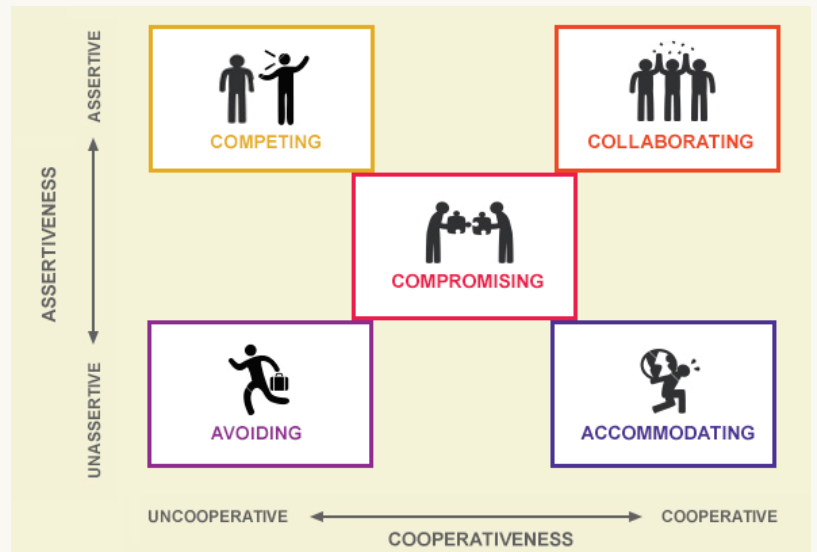 ASSERTIVE
COMPETING
COLLABORATING
ASSERTIVENESS
COMPROMISING
UNASSERTIVE
AVOIDING
ACCOMMODATING
UNCOOPERATIVE
COOPERATIVE
COOPERATIVENESS